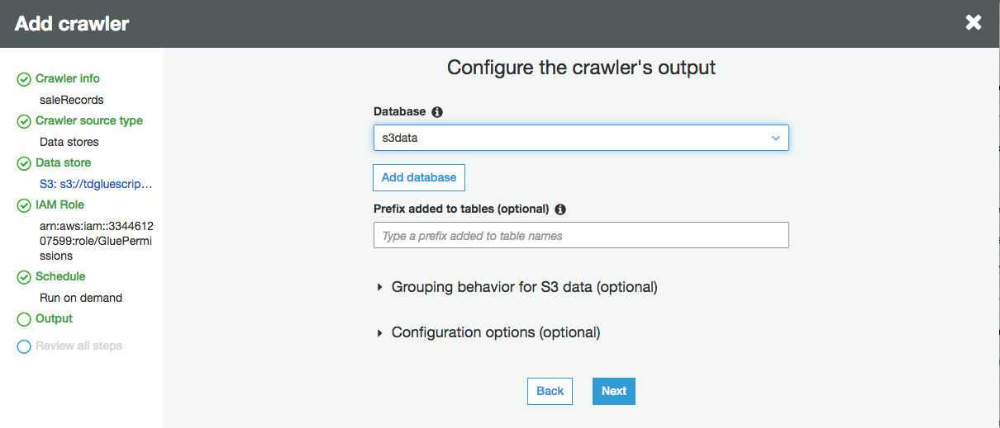 Add crawler
Crawler info
saleRecords
Crawler source type
Data stores
Data store
S3: s3://tdgluescrip…
IAM Role
arn:aws:iam::3344612
07599:role/GluePermi
ssions
Schedule
Run on demand
Output
Review all steps
Configure the crawler's output
Database
s3data
Add database
Prefix added to tables (optional)
Type a prefix added to table names
Grouping behavior for S3 data (optional)
Configuration options (optional)
Back
Next